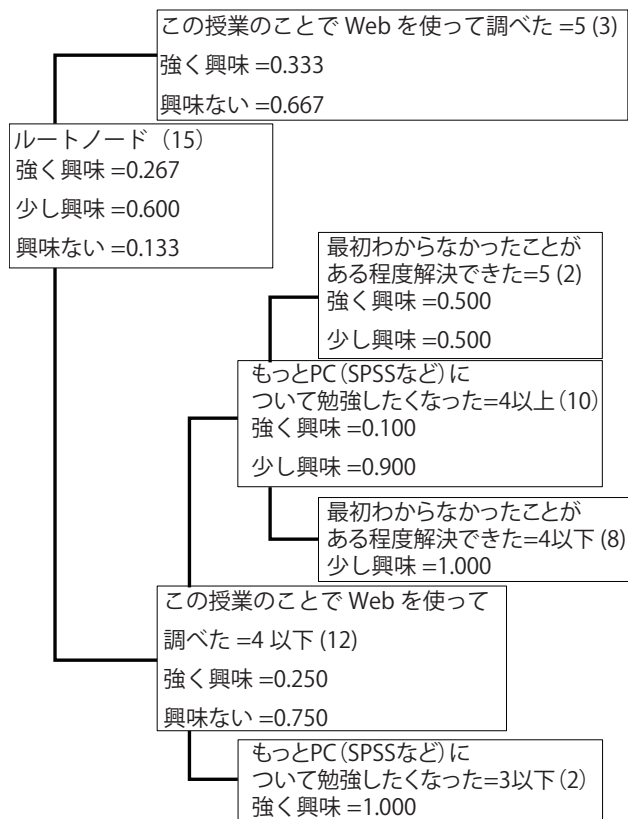 この授業のことで Web を使って調べた =5 (3)
強く興味 =0.333
興味ない =0.667
ルートノード（15）
強く興味 =0.267
少し興味 =0.600
興味ない =0.133
最初わからなかったことが
ある程度解決できた=5 (2)
強く興味 =0.500
少し興味 =0.500
もっとPC（SPSSなど）に
ついて勉強したくなった=4以上（10）
強く興味 =0.100
少し興味 =0.900
最初わからなかったことが
ある程度解決できた=4以下 (8)
少し興味 =1.000
この授業のことで Web を使って
調べた =4 以下 (12)
強く興味 =0.250
興味ない =0.750
もっとPC（SPSSなど）に
ついて勉強したくなった=3以下（2）
強く興味 =1.000